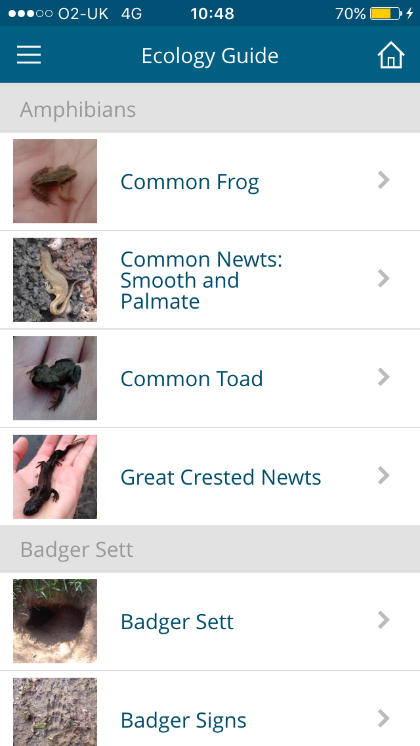 O2-UK 4G 10:48 70%
Ecology Guide
Amphibians
Common Frog
Common Newts:
Smooth and
Palmate
Common Toad
Great Crested Newts
Badger Sett
Badger Sett
Badger Signs